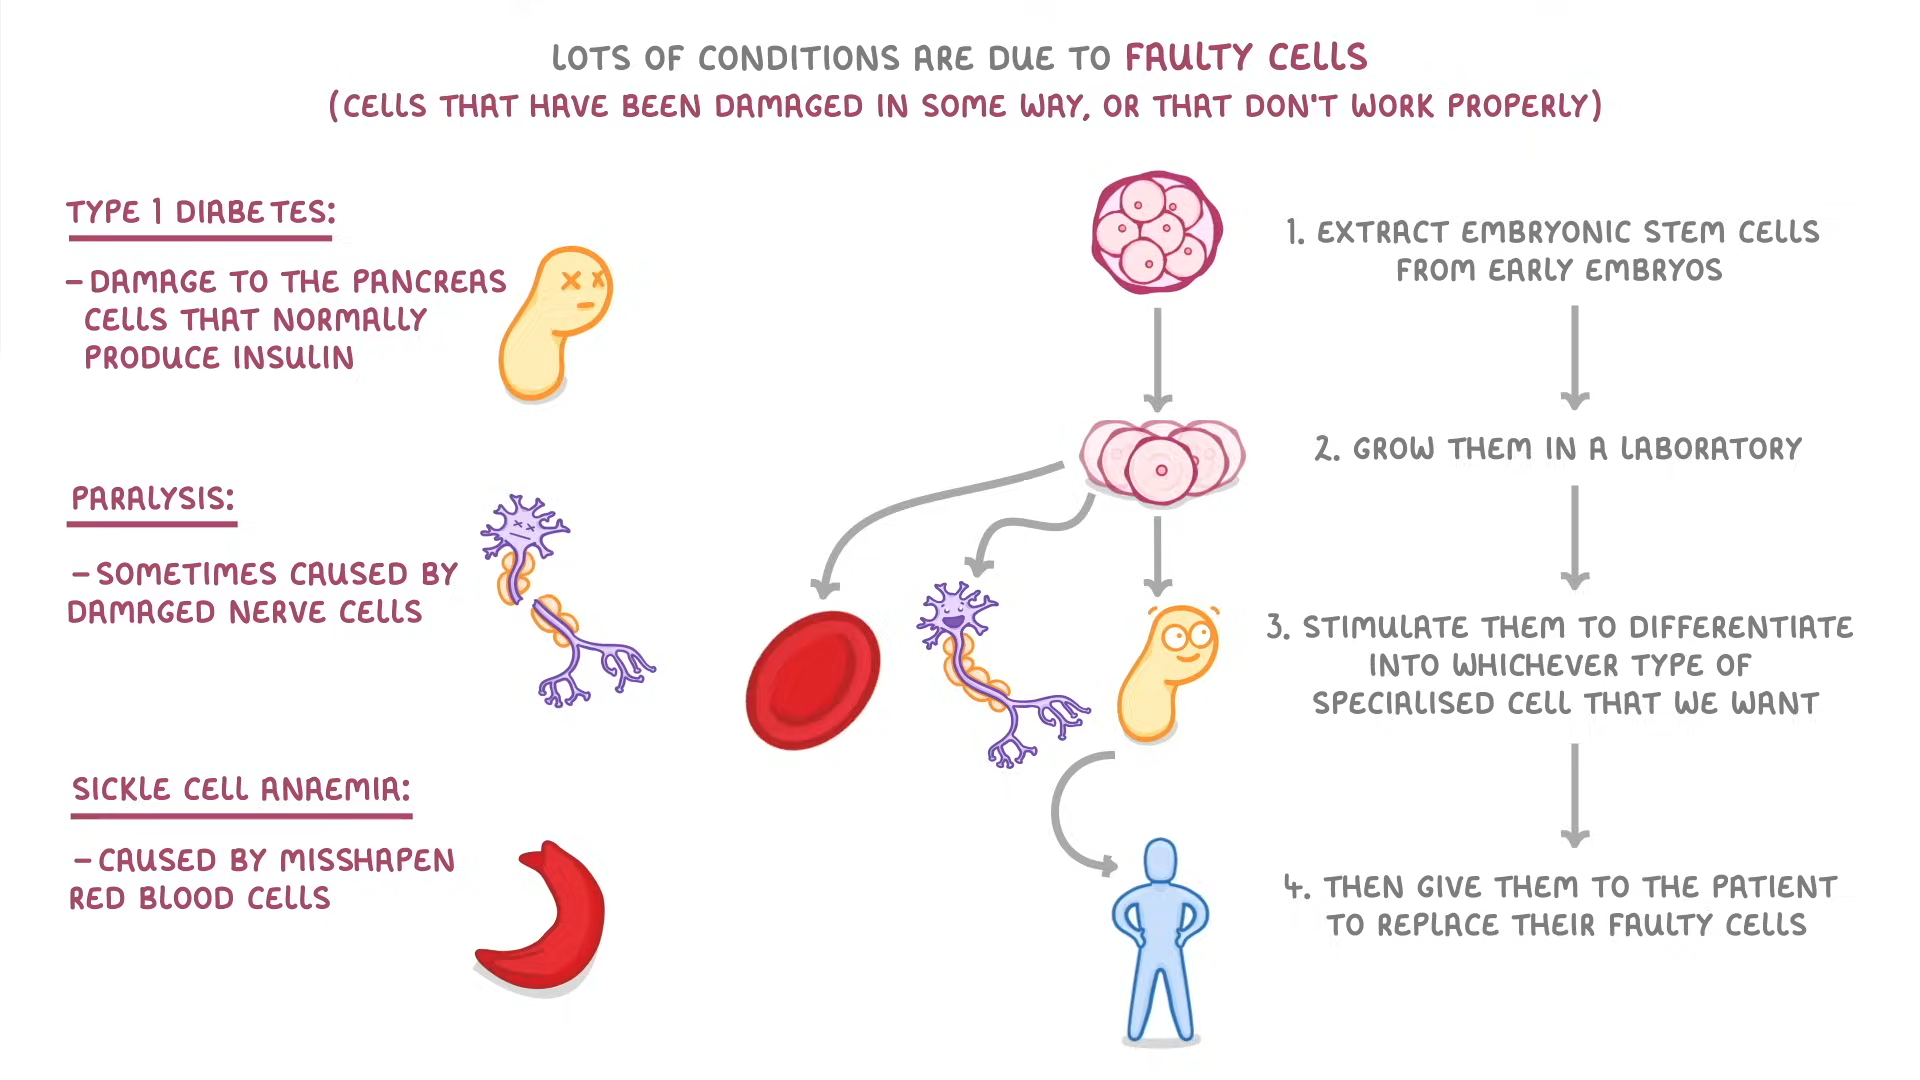 LOTS OF CONDITIONS ARE DUE TO FAULTY CELLS
(CELLS THAT HAVE BEEN DAMAGED IN SOME WAY, OR THAT DON'T WORK PROPERLY)
TYPE 1 DIABETES:
– DAMAGE TO THE PANCREAS
CELLS THAT NORMALLY
PRODUCE INSULIN
PARALYSIS:
– SOMETIMES CAUSED BY
DAMAGED NERVE CELLS
SICKLE CELL ANAEMIA:
– CAUSED BY MISSHAPEN
RED BLOOD CELLS
1. EXTRACT EMBRYONIC STEM CELLS
FROM EARLY EMBRYOS
2. GROW THEM IN A LABORATORY
3. STIMULATE THEM TO DIFFERENTIATE
INTO WHICHEVER TYPE OF
SPECIALISED CELL THAT WE WANT
4. THEN GIVE THEM TO THE PATIENT
TO REPLACE THEIR FAULTY CELLS